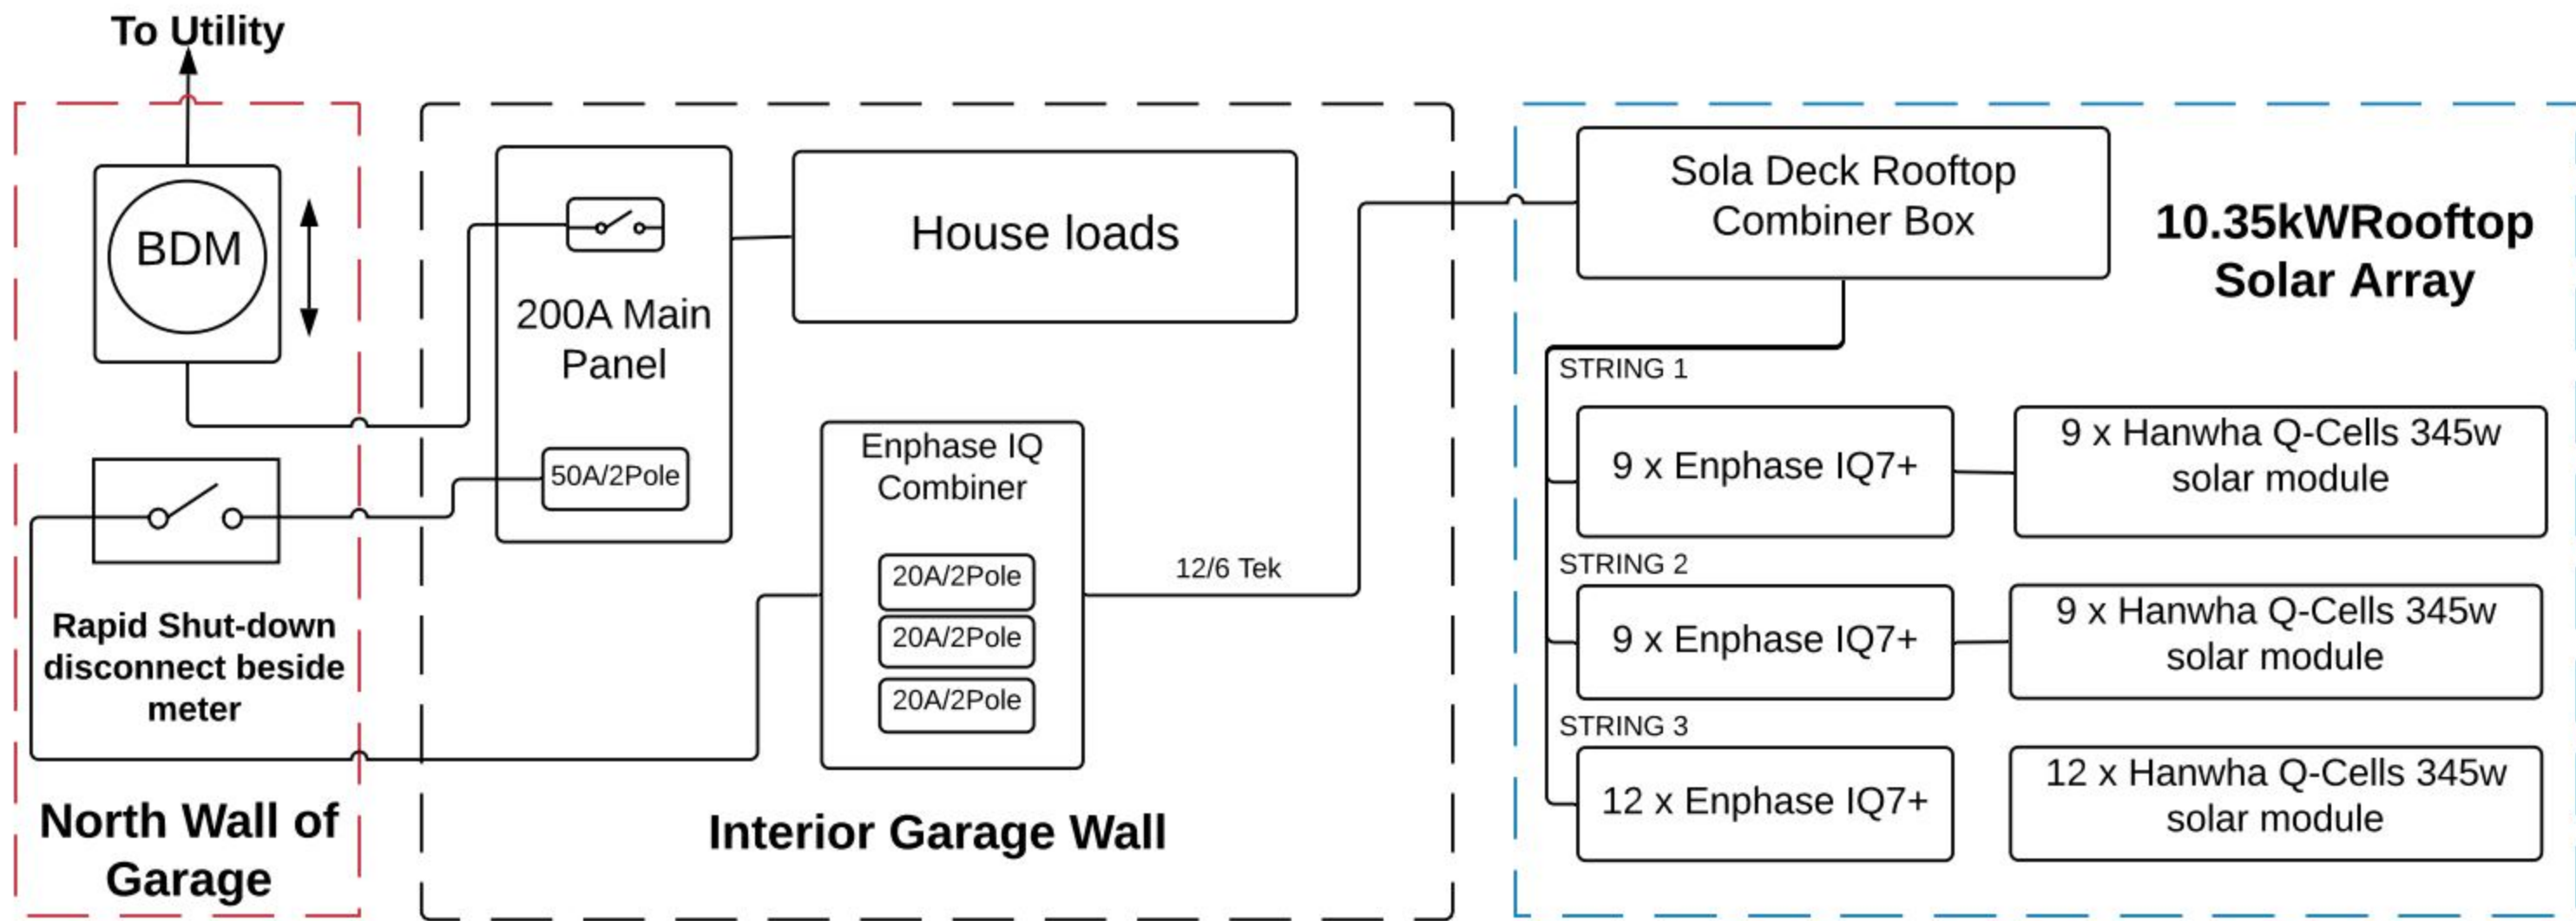 To Utility
BDM
Rapid Shut-down
disconnect beside
meter
North Wall of
Garage
200A Main
Panel
50A/2Pole
House loads
Enphase IQ
Combiner
20A/2Pole
20A/2Pole
20A/2Pole
12/6 Tek
Interior Garage Wall
Sola Deck Rooftop
Combiner Box
10.35kWRooftop
Solar Array
STRING 1
9 x Enphase IQ7+
9 x Hanwha Q-Cells 345w
solar module
STRING 2
9 x Enphase IQ7+
9 x Hanwha Q-Cells 345w
solar module
STRING 3
12 x Enphase IQ7+
12 x Hanwha Q-Cells 345w
solar module